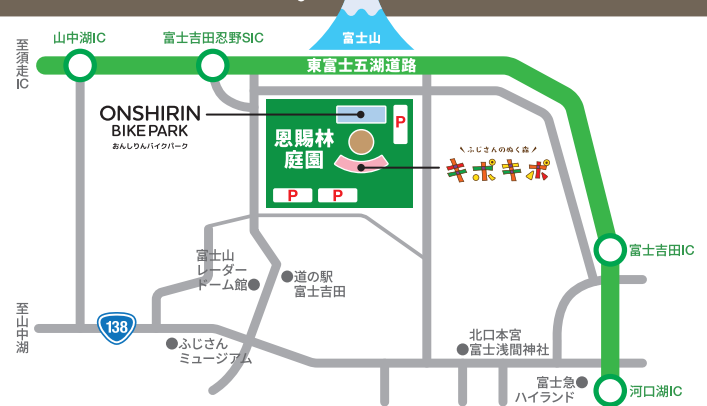 富士山
至須走IC
山中湖IC
富士吉田忍野SIC
東富士五湖道路
ONSHIRIN
BIKE PARK
おんしりんバイクパーク
恩賜林
庭園
P
P
P
ふじさんのぬく森
キポキポ
富士吉田IC
富士山
レーダー
ドーム館
道の駅
富士吉田
至山中湖
138
ふじさん
ミュージアム
北口本宮
富士浅間神社
富士急
ハイランド
河口湖IC